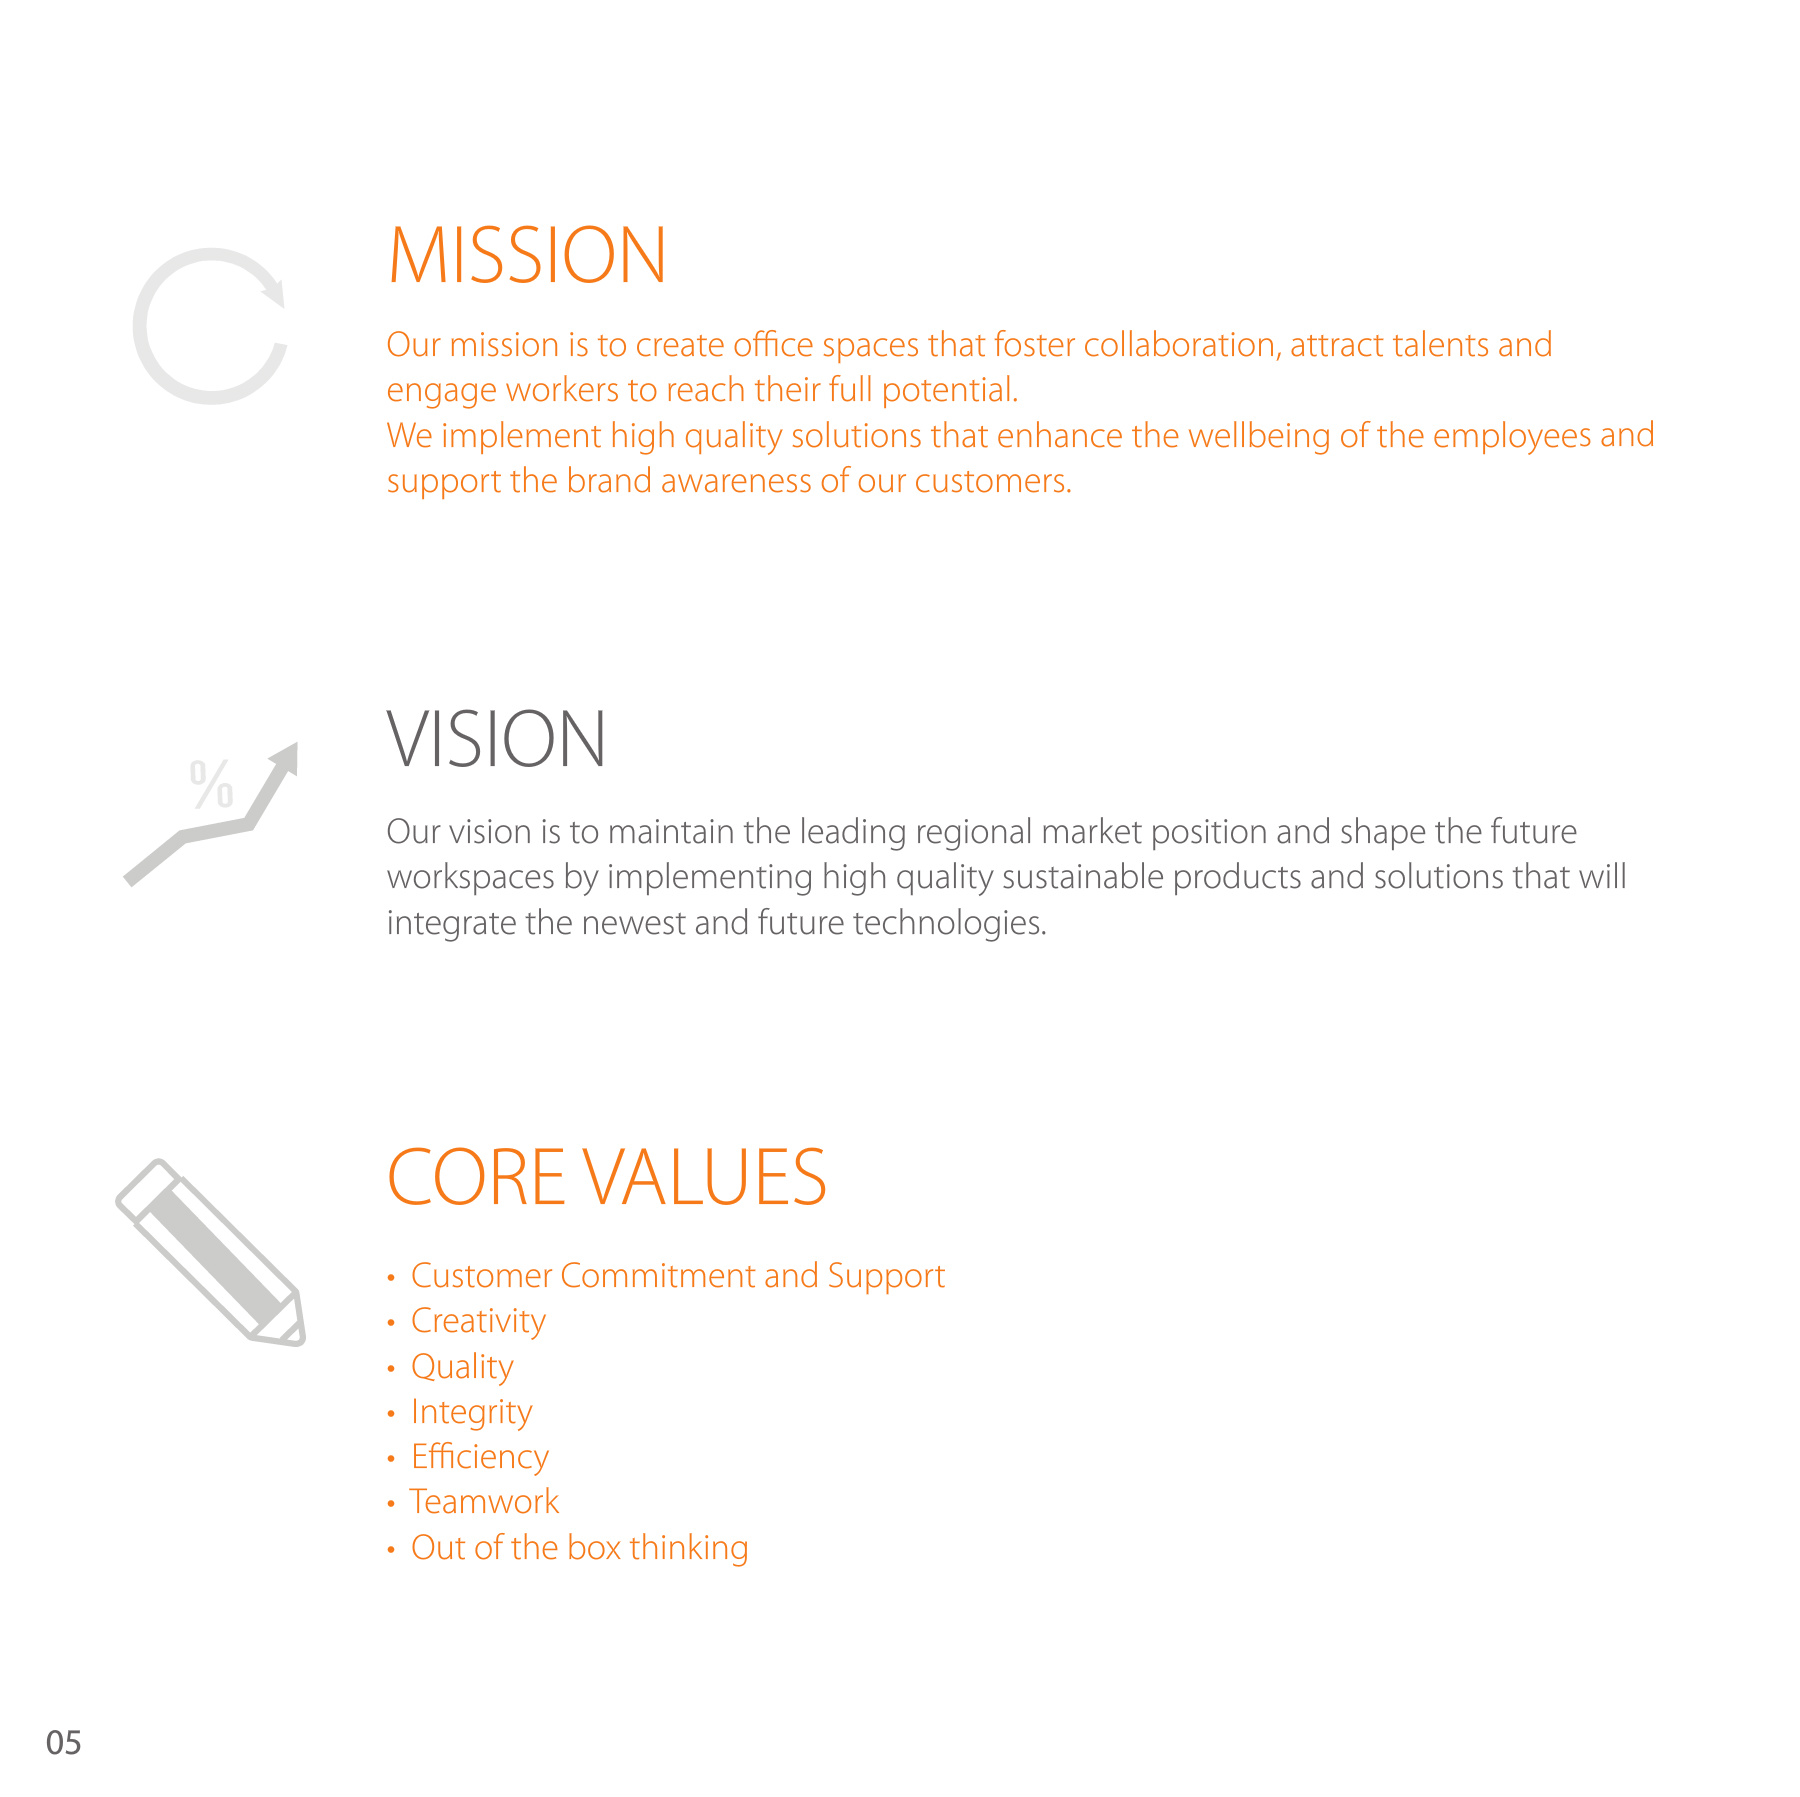 MISSION
Our mission is to create office spaces that foster collaboration, attract talents and
engage workers to reach their full potential.
We implement high quality solutions that enhance the wellbeing of the employees and
support the brand awareness of our customers.
%
VISION
Our vision is to maintain the leading regional market position and shape the future
workspaces by implementing high quality sustainable products and solutions that will
integrate the newest and future technologies.
CORE VALUES
• Customer Commitment and Support
• Creativity
• Quality
• Integrity
• Efficiency
• Teamwork
• Out of the box thinking
05